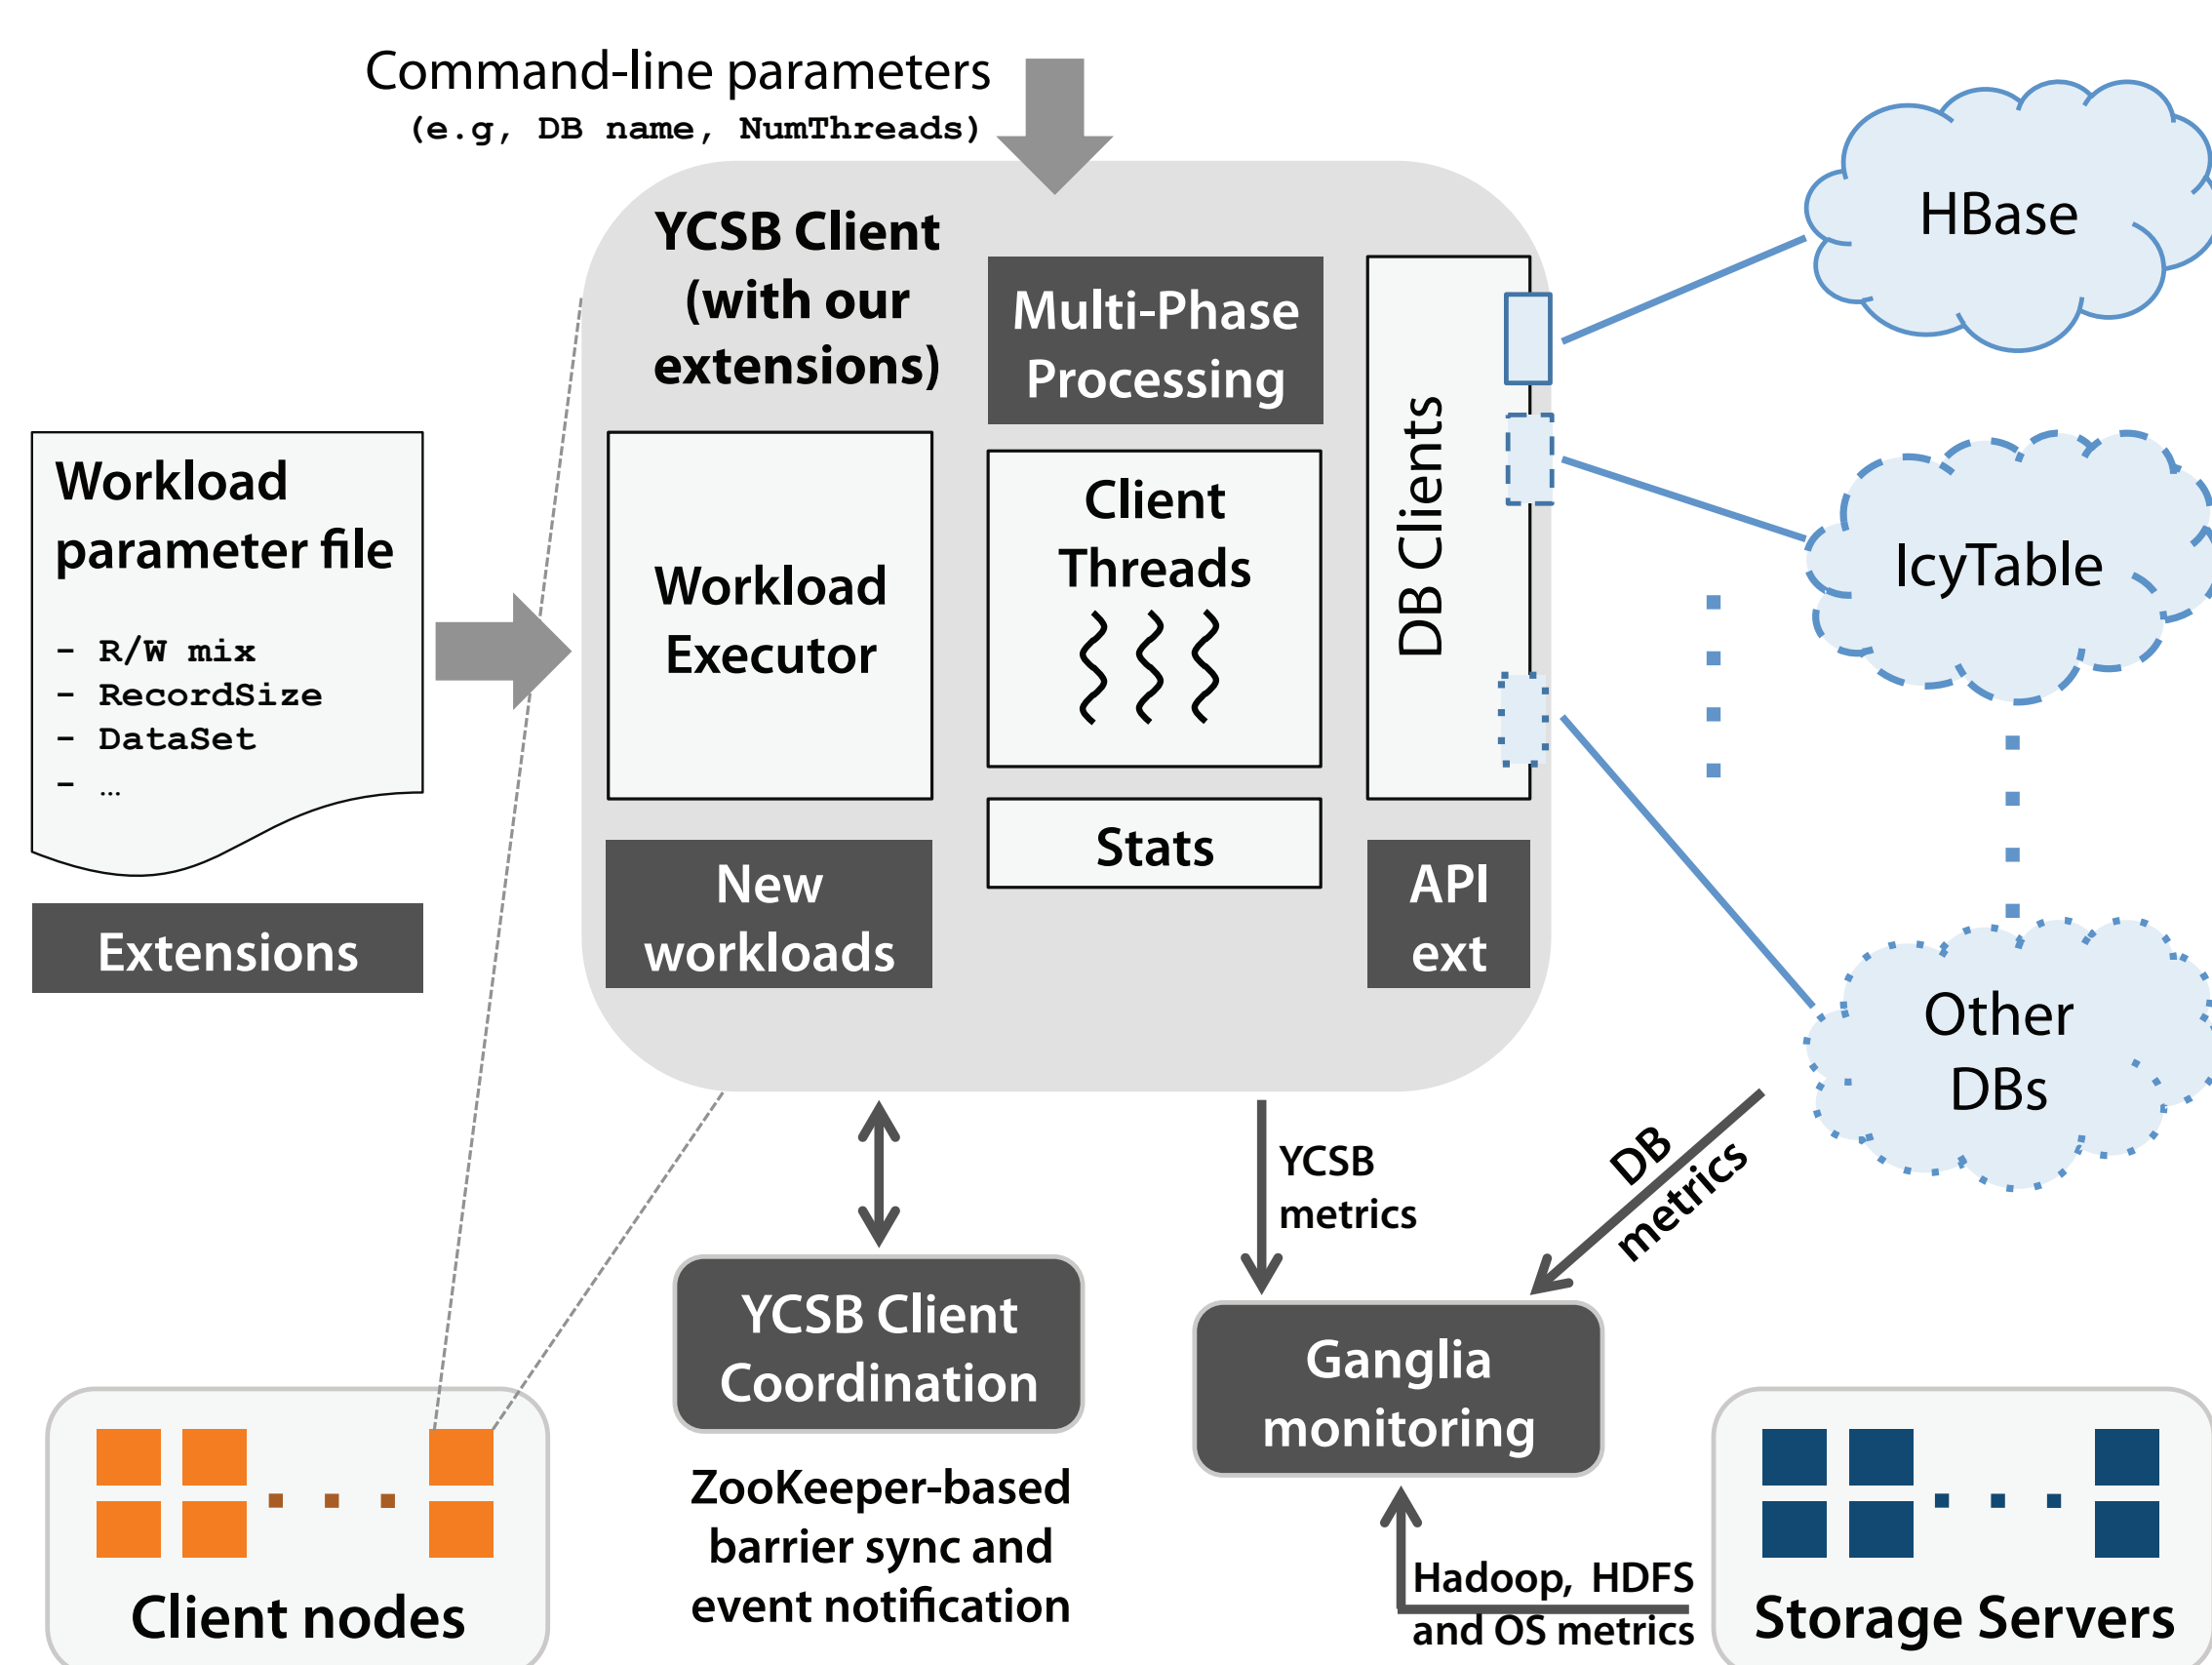 Command-line parameters
(e.g, DB name, NumThreads)
YCSB Client
(with our
extensions)
Multi-Phase
Processing
DB Clients
HBase
Workload
parameter file
- R/W mix
- RecordSize
- DataSet
- …
Workload
Executor
Client
Threads
IcyTable
Stats
Extensions
New
workloads
API
ext
Other
DBs
YCSB
metrics
DB
metrics
YCSB Client
Coordination
Ganglia
monitoring
ZooKeeper-based
barrier sync and
event notification
Hadoop, HDFS
and OS metrics
Client nodes
Storage Servers